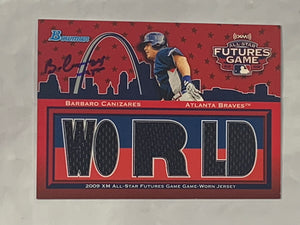 Bowman
XM
ALL-STAR
FUTURES
GAME
BARBARO CANIZARES
ATLANTA BRAVES
WORLD
2009 XM ALL-STAR FUTURES GAME GAME-WORN JERSEY